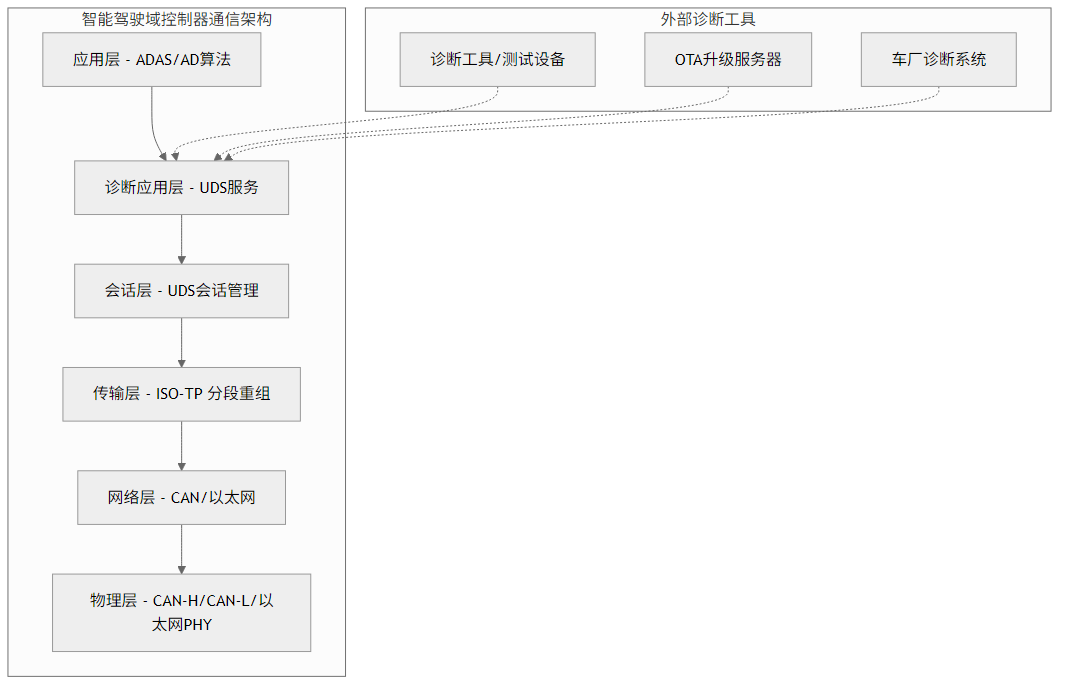 智能驾驶域控制器通信架构
应用层 - ADAS/AD算法
诊断应用层 - UDS服务
会话层 - UDS会话管理
传输层 - ISO-TP 分段重组
网络层 - CAN/以太网
物理层 - CAN-H/CAN-L/以
太网PHY
外部诊断工具
诊断工具/测试设备
OTA升级服务器
车厂诊断系统